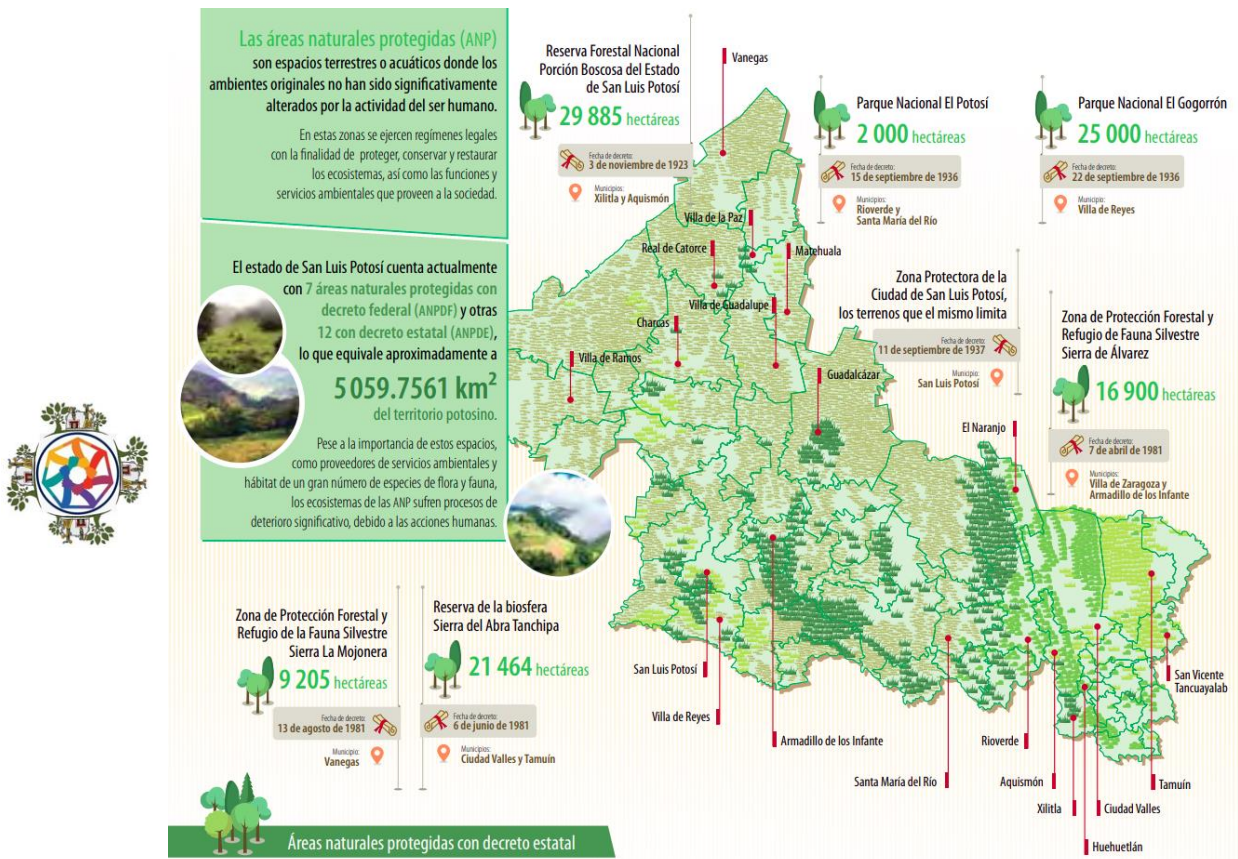 Las áreas naturales protegidas (ANP)
son espacios terrestres o acuáticos donde los
ambientes originales no han sido significativamente
alterados por la actividad del ser humano.
En estas zonas se ejercen regímenes legales
con la finalidad de proteger, conservar y restaurar
los ecosistemas, así como las funciones y
servicios ambientales que proveen a la sociedad.
El estado de San Luis Potosí cuenta actualmente
con 7 áreas naturales protegidas con
decreto federal (ANPDF) y otras
12 con decreto estatal (ANPDE),
lo que equivale aproximadamente a
5 059.7561 km²
del territorio potosino.
Pese a la importancia de estos espacios,
como proveedores de servicios ambientales y
hábitat de un gran número de especies de flora y fauna,
los ecosistemas de las ANP sufren procesos de
deterioro significativo, debido a las acciones humanas.
Reserva Forestal Nacional
Porción Boscosa del Estado
de San Luis Potosí
29 885 hectáreas
Fecha de decreto:
3 de noviembre de 1923
Municipios:
Xilitla y Aquismón
Parque Nacional El Potosí
2 000 hectáreas
Fecha de decreto:
15 de septiembre de 1936
Municipios:
Rioverde y
Santa María del Río
Parque Nacional El Gogorrón
25 000 hectáreas
Fecha de decreto:
22 de septiembre de 1936
Municipio:
Villa de Reyes
Zona Protectora de la
Ciudad de San Luis Potosí,
los terrenos que el mismo limita
Fecha de decreto:
11 de septiembre de 1937
Municipio:
San Luis Potosí
Zona de Protección Forestal y
Refugio de Fauna Silvestre
Sierra de Álvarez
16 900 hectáreas
Fecha de decreto:
7 de abril de 1981
Municipios:
Villa de Zaragoza y
Armadillo de los Infante
Vanegas
Villa de la Paz
Real de Catorce
Matehuala
Villa de Guadalupe
Charcas
Villa de Ramos
Guadalcázar
El Naranjo
San Luis Potosí
Villa de Reyes
Armadillo de los Infante
Santa María del Río
Rioverde
Aquismón
Xilitla
Huehuetlán
Ciudad Valles
Tamuín
San Vicente
Tancuayalab
Zona de Protección Forestal y
Refugio de la Fauna Silvestre
Sierra La Mojonera
9 205 hectáreas
Fecha de decreto:
13 de agosto de 1981
Municipio:
Vanegas
Reserva de la biosfera
Sierra del Abra Tanchipa
21 464 hectáreas
Fecha de decreto:
6 de junio de 1981
Municipios:
Ciudad Valles y Tamuín
Áreas naturales protegidas con decreto estatal